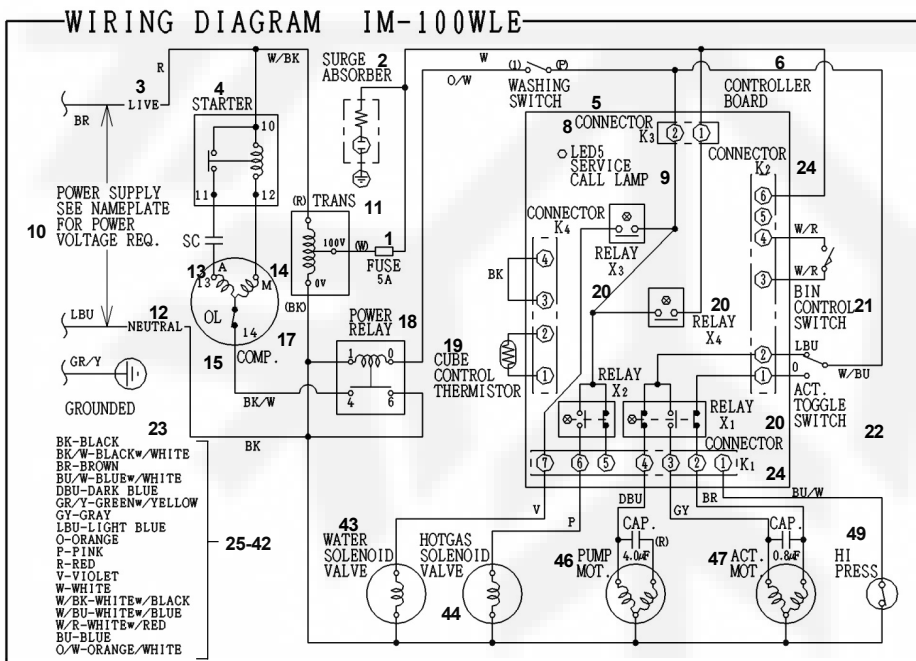 WIRING DIAGRAM IM-100WLE
R
W/BK
SURGE
ABSORBER
2
W
O/W
(1)
(P)
WASHING
SWITCH
6
CONTROLLER
BOARD
3
LIVE
BR
4
STARTER
10
11
12
5
8
CONNECTOR
K3
2
1
LED5
SERVICE
CALL LAMP
9
CONNECTOR
K2
24
6
5
4
3
2
1
10
POWER SUPPLY
SEE NAMEPLATE
FOR POWER
VOLTAGE REQ.
SC
(R)
TRANS
11
100V
(W)
1
FUSE
5A
0V
(BK)
CONNECTOR
K4
4
3
2
1
BK
RELAY
X3
W/R
W/R
BIN
CONTROL
SWITCH
21
13
A
13
14
M
OL
14
17
15
COMP.
12
LBU
NEUTRAL
20
20
RELAY
X4
POWER
RELAY
18
1
0
4
6
19
CUBE
CONTROL
THERMISTOR
LBU
0
W/BU
ACT.
TOGGLE
SWITCH
22
GR/Y
GROUNDED
BK/W
BK
RELAY
X2
RELAY
X1
20
CONNECTOR
K1
24
7
6
5
4
3
2
1
23
BK-BLACK
BK/W-BLACKw/WHITE
BR-BROWN
BU/W-BLUEw/WHITE
DBU-DARK BLUE
GR/Y-GREENw/YELLOW
GY-GRAY
LBU-LIGHT BLUE
O-ORANGE
P-PINK
R-RED
V-VIOLET
W-WHITE
W/BK-WHITEw/BLACK
W/BU-WHITEw/BLUE
W/R-WHITEw/RED
BU-BLUE
O/W-ORANGE/WHITE
25-42
V
P
DBU
GY
BR
BU/W
43
WATER
SOLENOID
VALVE
HOTGAS
SOLENOID
VALVE
44
CAP.
4.0μF
(R)
46
PUMP
MOT.
CAP.
0.8μF
47
ACT.
MOT.
49
HI
PRESS